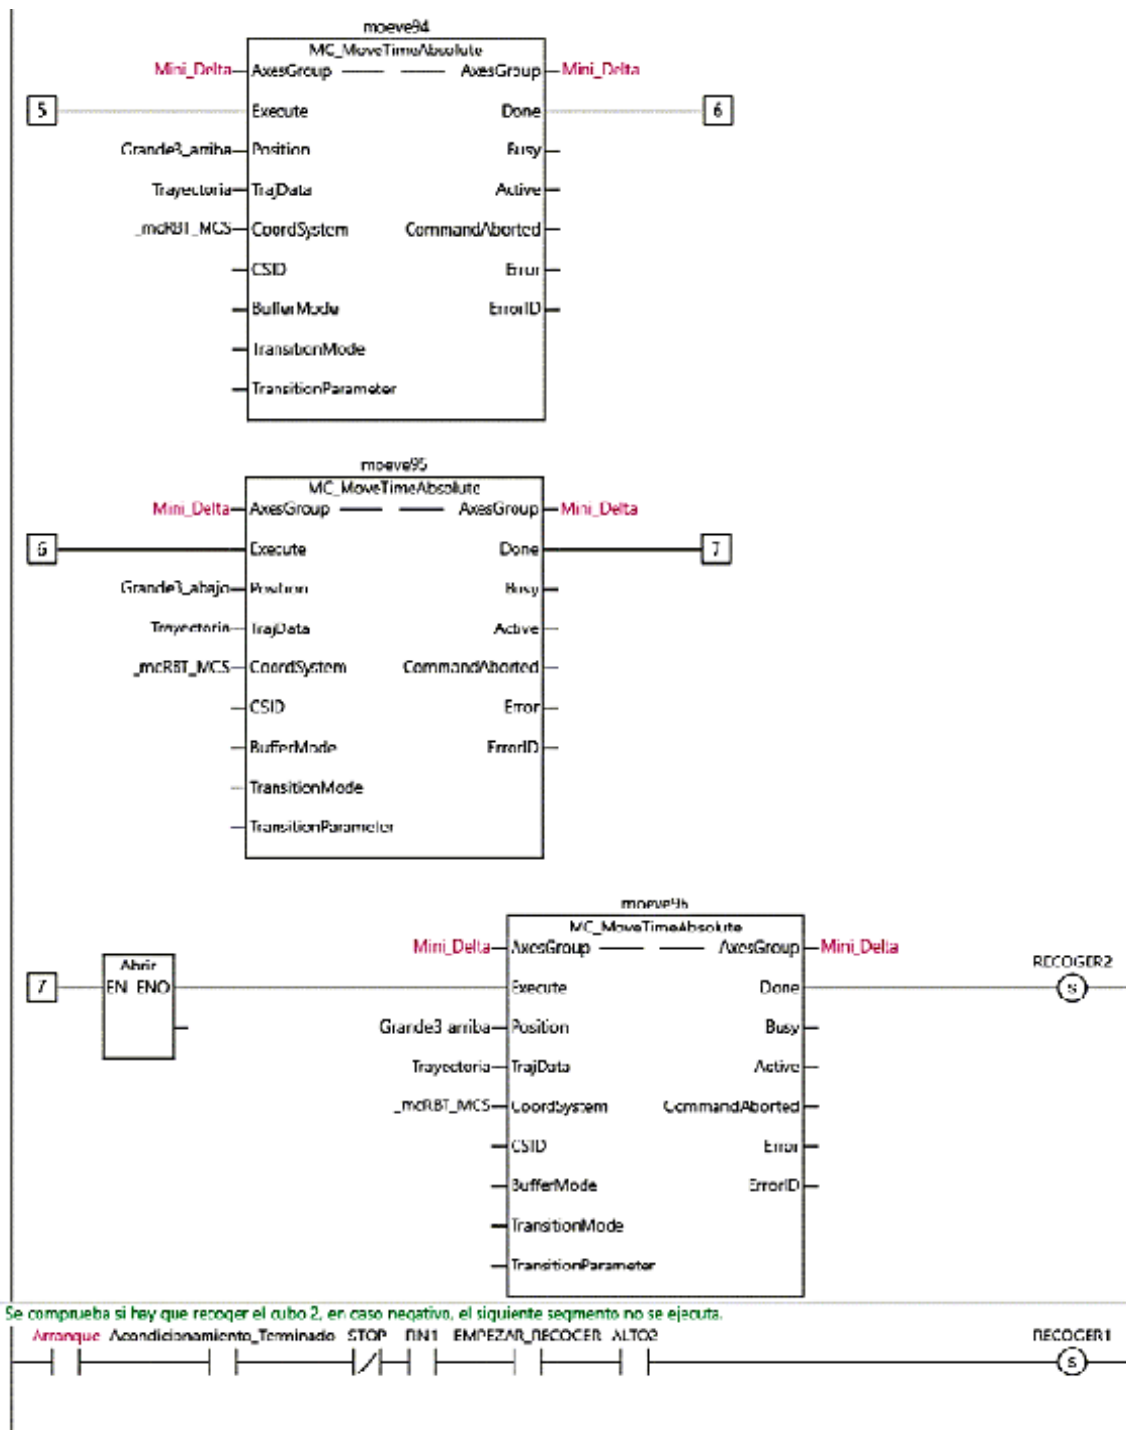 moeve94
MC_MoveTimeAbsolute
Mini_Delta AxesGroup AxesGroup Mini_Delta
5 Execute Done 6
Grande3_arriba Position Busy
Trayectoria TrajData Active
_mcRBT_MCS CoordSystem CommandAborted
CSID Error
BufferMode ErrorID
TransitionMode
TransitionParameter
moeve95
MC_MoveTimeAbsolute
Mini_Delta AxesGroup AxesGroup Mini_Delta
6 Execute Done 7
Grande3_abajo Position Busy
Trayectoria TrajData Active
_mcRBT_MCS CoordSystem CommandAborted
CSID Error
BufferMode ErrorID
TransitionMode
TransitionParameter
moeve96
MC_MoveTimeAbsolute
Mini_Delta AxesGroup AxesGroup Mini_Delta
Abrir RECOGER2
7 EN ENO Execute Done S
Grande3_arriba Position Busy
Trayectoria TrajData Active
_mcRBT_MCS CoordSystem CommandAborted
CSID Error
BufferMode ErrorID
TransitionMode
TransitionParameter
Se comprueba si hay que recoger el cubo 2, en caso negativo, el siguiente segmento no se ejecuta.
Arranque Acondicionamiento_Terminado STOP FIN1 EMPEZAR_RECOGER ALTO2 RECOGER1
S